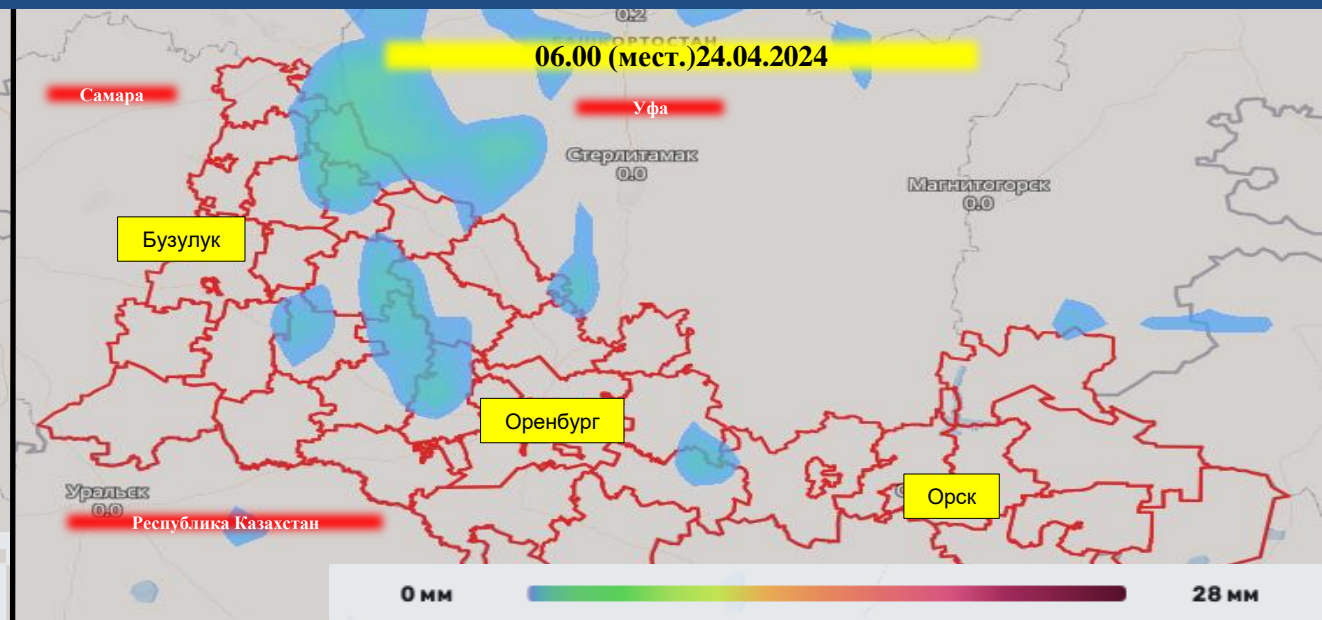 0.2
БАШКОРТОСТАН
06.00 (мест.)24.04.2024
Самара
Уфа
Стерлитамак
0.0
Магнитогорск
0.0
Бузулук
Оренбург
Уральск
0.0
Орск
Республика Казахстан
0 мм
28 мм